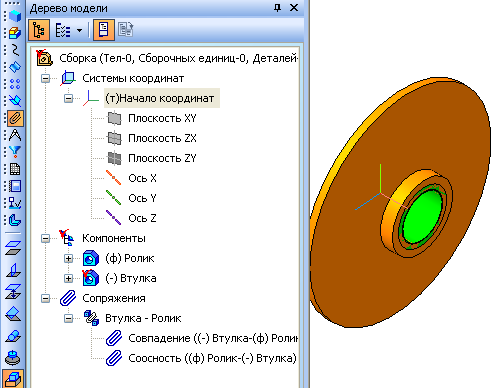 Дерево модели
Сборка (Тел-0, Сборочных единиц-0, Деталей-
Системы координат
(т)Начало координат
Плоскость XY
Плоскость ZX
Плоскость ZY
Ось X
Ось Y
Ось Z
Компоненты
(ф) Ролик
(-) Втулка
Сопряжения
Втулка - Ролик
Совпадение ((-) Втулка-(ф) Ролик
Соосность ((ф) Ролик-(-) Втулка)